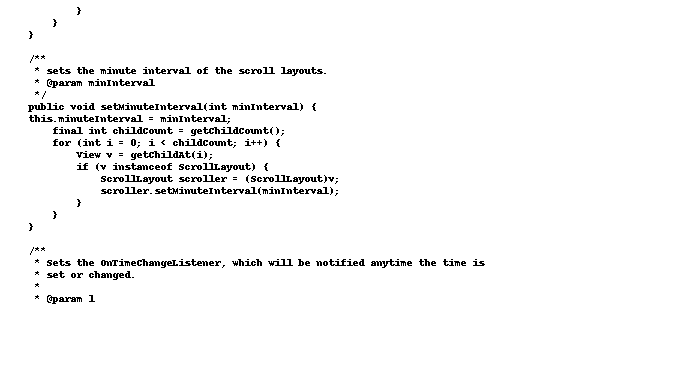 }
    }
}

/**
 * sets the minute interval of the scroll layouts.
 * @param minInterval
 */
public void setMinuteInterval(int minInterval) {
this.minuteInterval = minInterval;
    final int childCount = getChildCount();
    for (int i = 0; i < childCount; i++) {
        View v = getChildAt(i);
        if (v instanceof ScrollLayout) {
            ScrollLayout scroller = (ScrollLayout)v;
            scroller.setMinuteInterval(minInterval);
        }
    }
}

/**
 * Sets the OnTimeChangeListener, which will be notified anytime the time is
 * set or changed.
 *
 * @param l